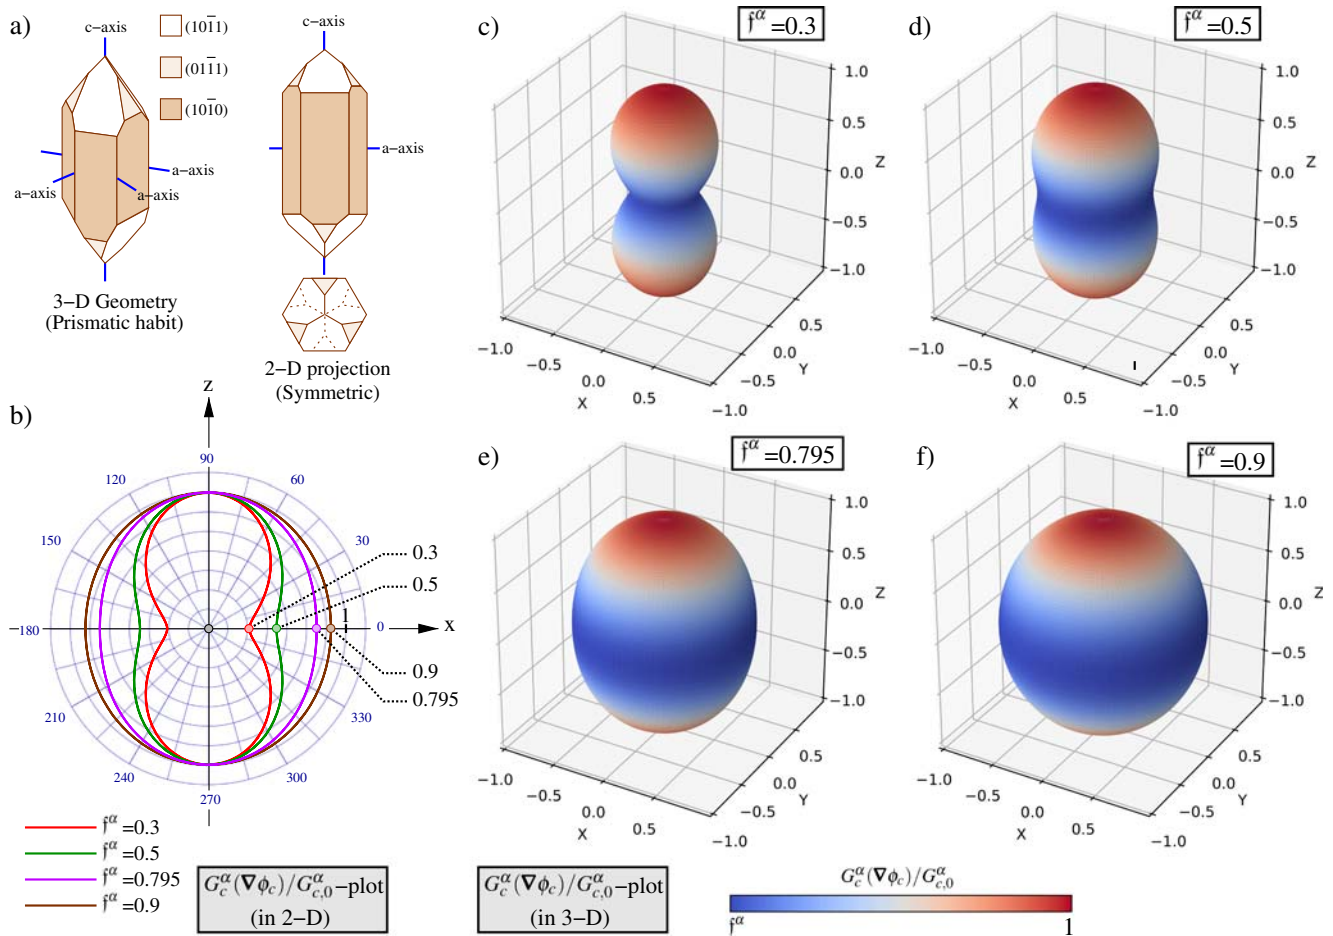 a)
c−axis
(101̄1)
(011̄1)
(101̄0)
a−axis
a−axis
a−axis
3−D Geometry
(Prismatic habit)
c−axis
a−axis
2−D projection
(Symmetric)
b)
z
x
90
60
30
0
330
300
270
240
210
−180
150
120
1
0.3
0.5
0.9
0.795
𝔣^α =0.3
𝔣^α =0.5
𝔣^α =0.795
𝔣^α =0.9
G_c^α(∇ϕ_c)/G_{c,0}^α−plot
(in 2−D)
c)
𝔣^α =0.3
1.0
0.5
0.0
−0.5
−1.0
Z
−1.0
−0.5
0.0
0.5
X
−1.0
−0.5
0.0
0.5
Y
d)
𝔣^α =0.5
1.0
0.5
0.0
−0.5
−1.0
Z
−1.0
−0.5
0.0
0.5
X
−1.0
−0.5
0.0
0.5
Y
e)
𝔣^α =0.795
1.0
0.5
0.0
−0.5
−1.0
Z
−1.0
−0.5
0.0
0.5
X
−1.0
−0.5
0.0
0.5
Y
f)
𝔣^α =0.9
1.0
0.5
0.0
−0.5
−1.0
Z
−1.0
−0.5
0.0
0.5
X
−1.0
−0.5
0.0
0.5
Y
G_c^α(∇ϕ_c)/G_{c,0}^α−plot
(in 3−D)
G_c^α(∇ϕ_c)/G_{c,0}^α
𝔣^α
1